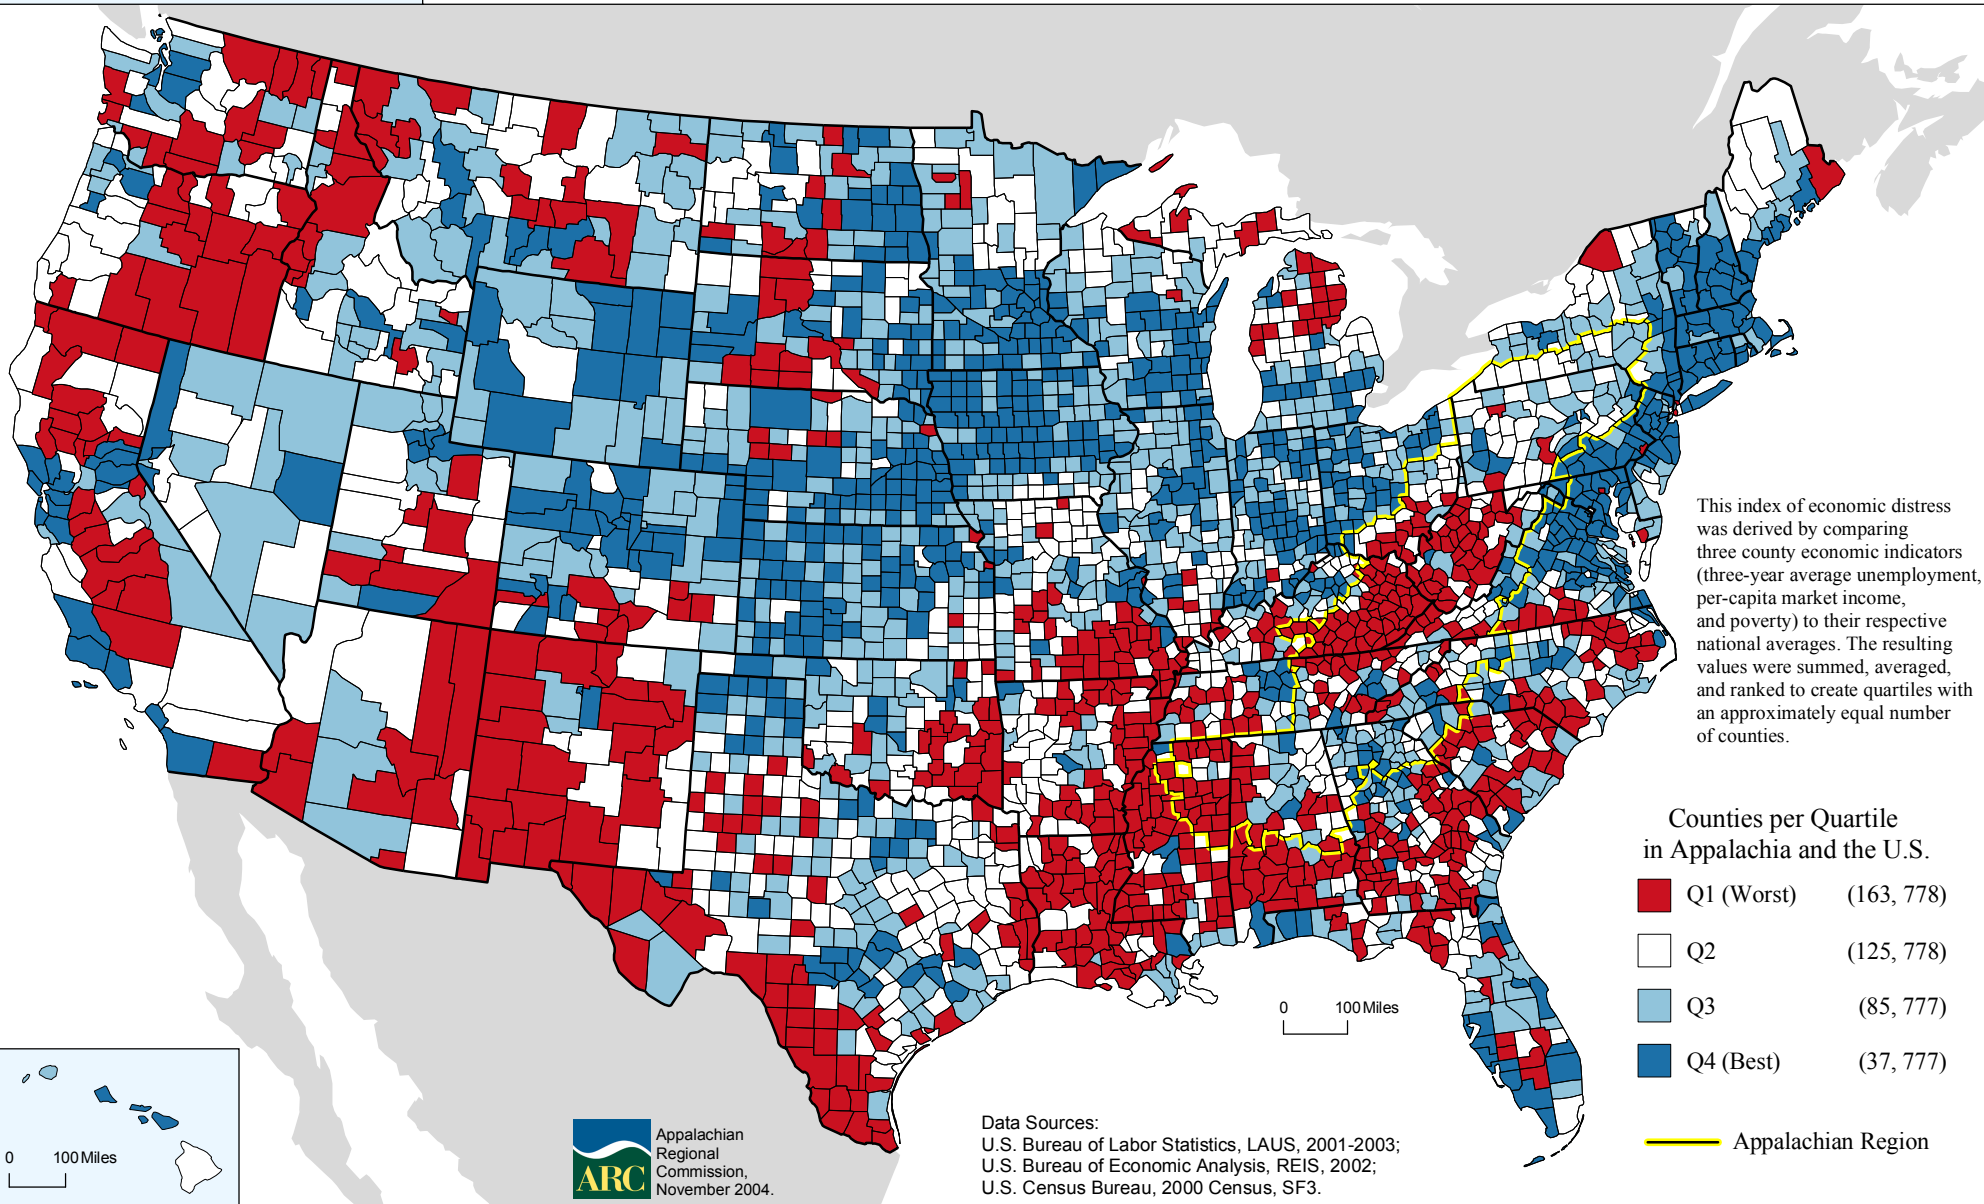 This index of economic distress
was derived by comparing
three county economic indicators
(three-year average unemployment,
per-capita market income,
and poverty) to their respective
national averages. The resulting
values were summed, averaged,
and ranked to create quartiles with
an approximately equal number
of counties.
Counties per Quartile
in Appalachia and the U.S.
Q1 (Worst) (163, 778)
Q2 (125, 778)
Q3 (85, 777)
Q4 (Best) (37, 777)
Appalachian Region
0 100 Miles
0 100 Miles
ARC
Appalachian
Regional
Commission,
November 2004.
Data Sources:
U.S. Bureau of Labor Statistics, LAUS, 2001-2003;
U.S. Bureau of Economic Analysis, REIS, 2002;
U.S. Census Bureau, 2000 Census, SF3.